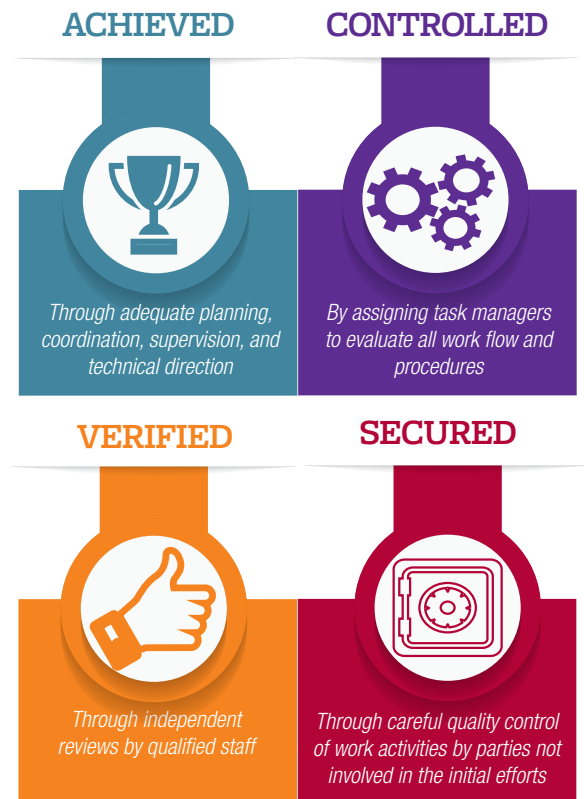 ACHIEVED
Through adequate planning,
coordination, supervision, and
technical direction
CONTROLLED
By assigning task managers
to evaluate all work flow and
procedures
VERIFIED
Through independent
reviews by qualified staff
SECURED
Through careful quality control
of work activities by parties not
involved in the initial efforts